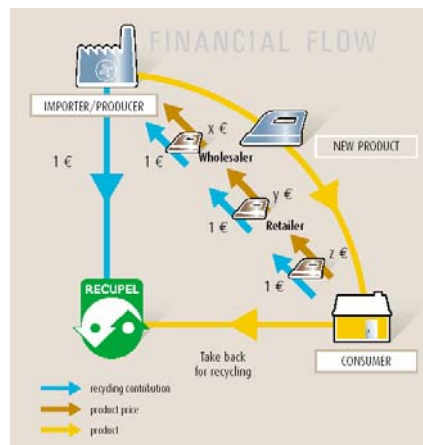 FINANCIAL FLOW
IMPORTER/PRODUCER
x €
NEW PRODUCT
1 €
1 €
Wholesaler
y €
1 €
Retailer
z €
1 €
RECUPEL
Take back
for recycling
CONSUMER
recycling contobution
product price
product